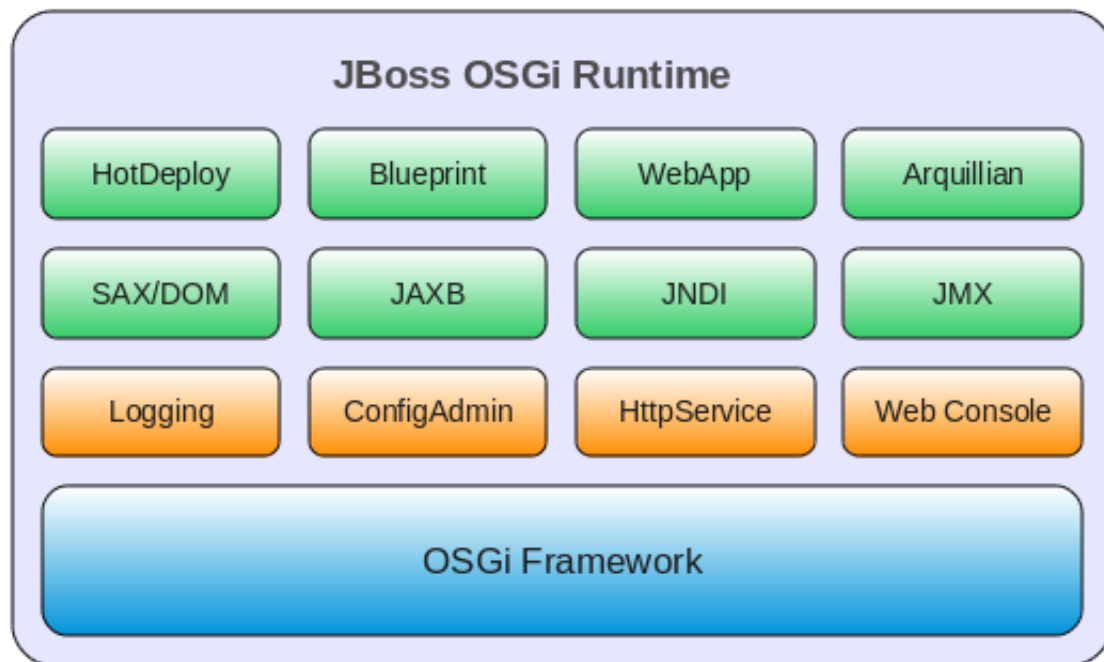 JBoss OSGi Runtime
HotDeploy Blueprint WebApp Arquillian
SAX/DOM JAXB JNDI JMX
Logging ConfigAdmin HttpService Web Console
OSGi Framework